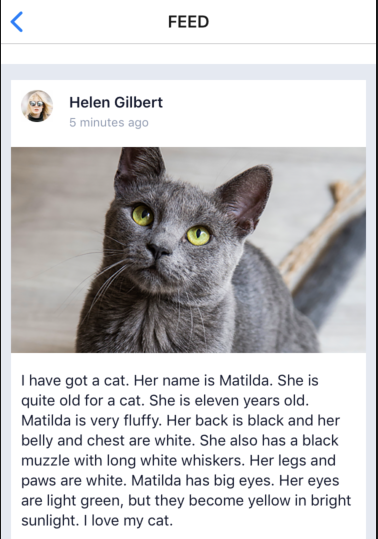 FEED
Helen Gilbert
5 minutes ago
I have got a cat. Her name is Matilda. She is
quite old for a cat. She is eleven years old.
Matilda is very fluffy. Her back is black and her
belly and chest are white. She also has a black
muzzle with long white whiskers. Her legs and
paws are white. Matilda has big eyes. Her eyes
are light green, but they become yellow in bright
sunlight. I love my cat.